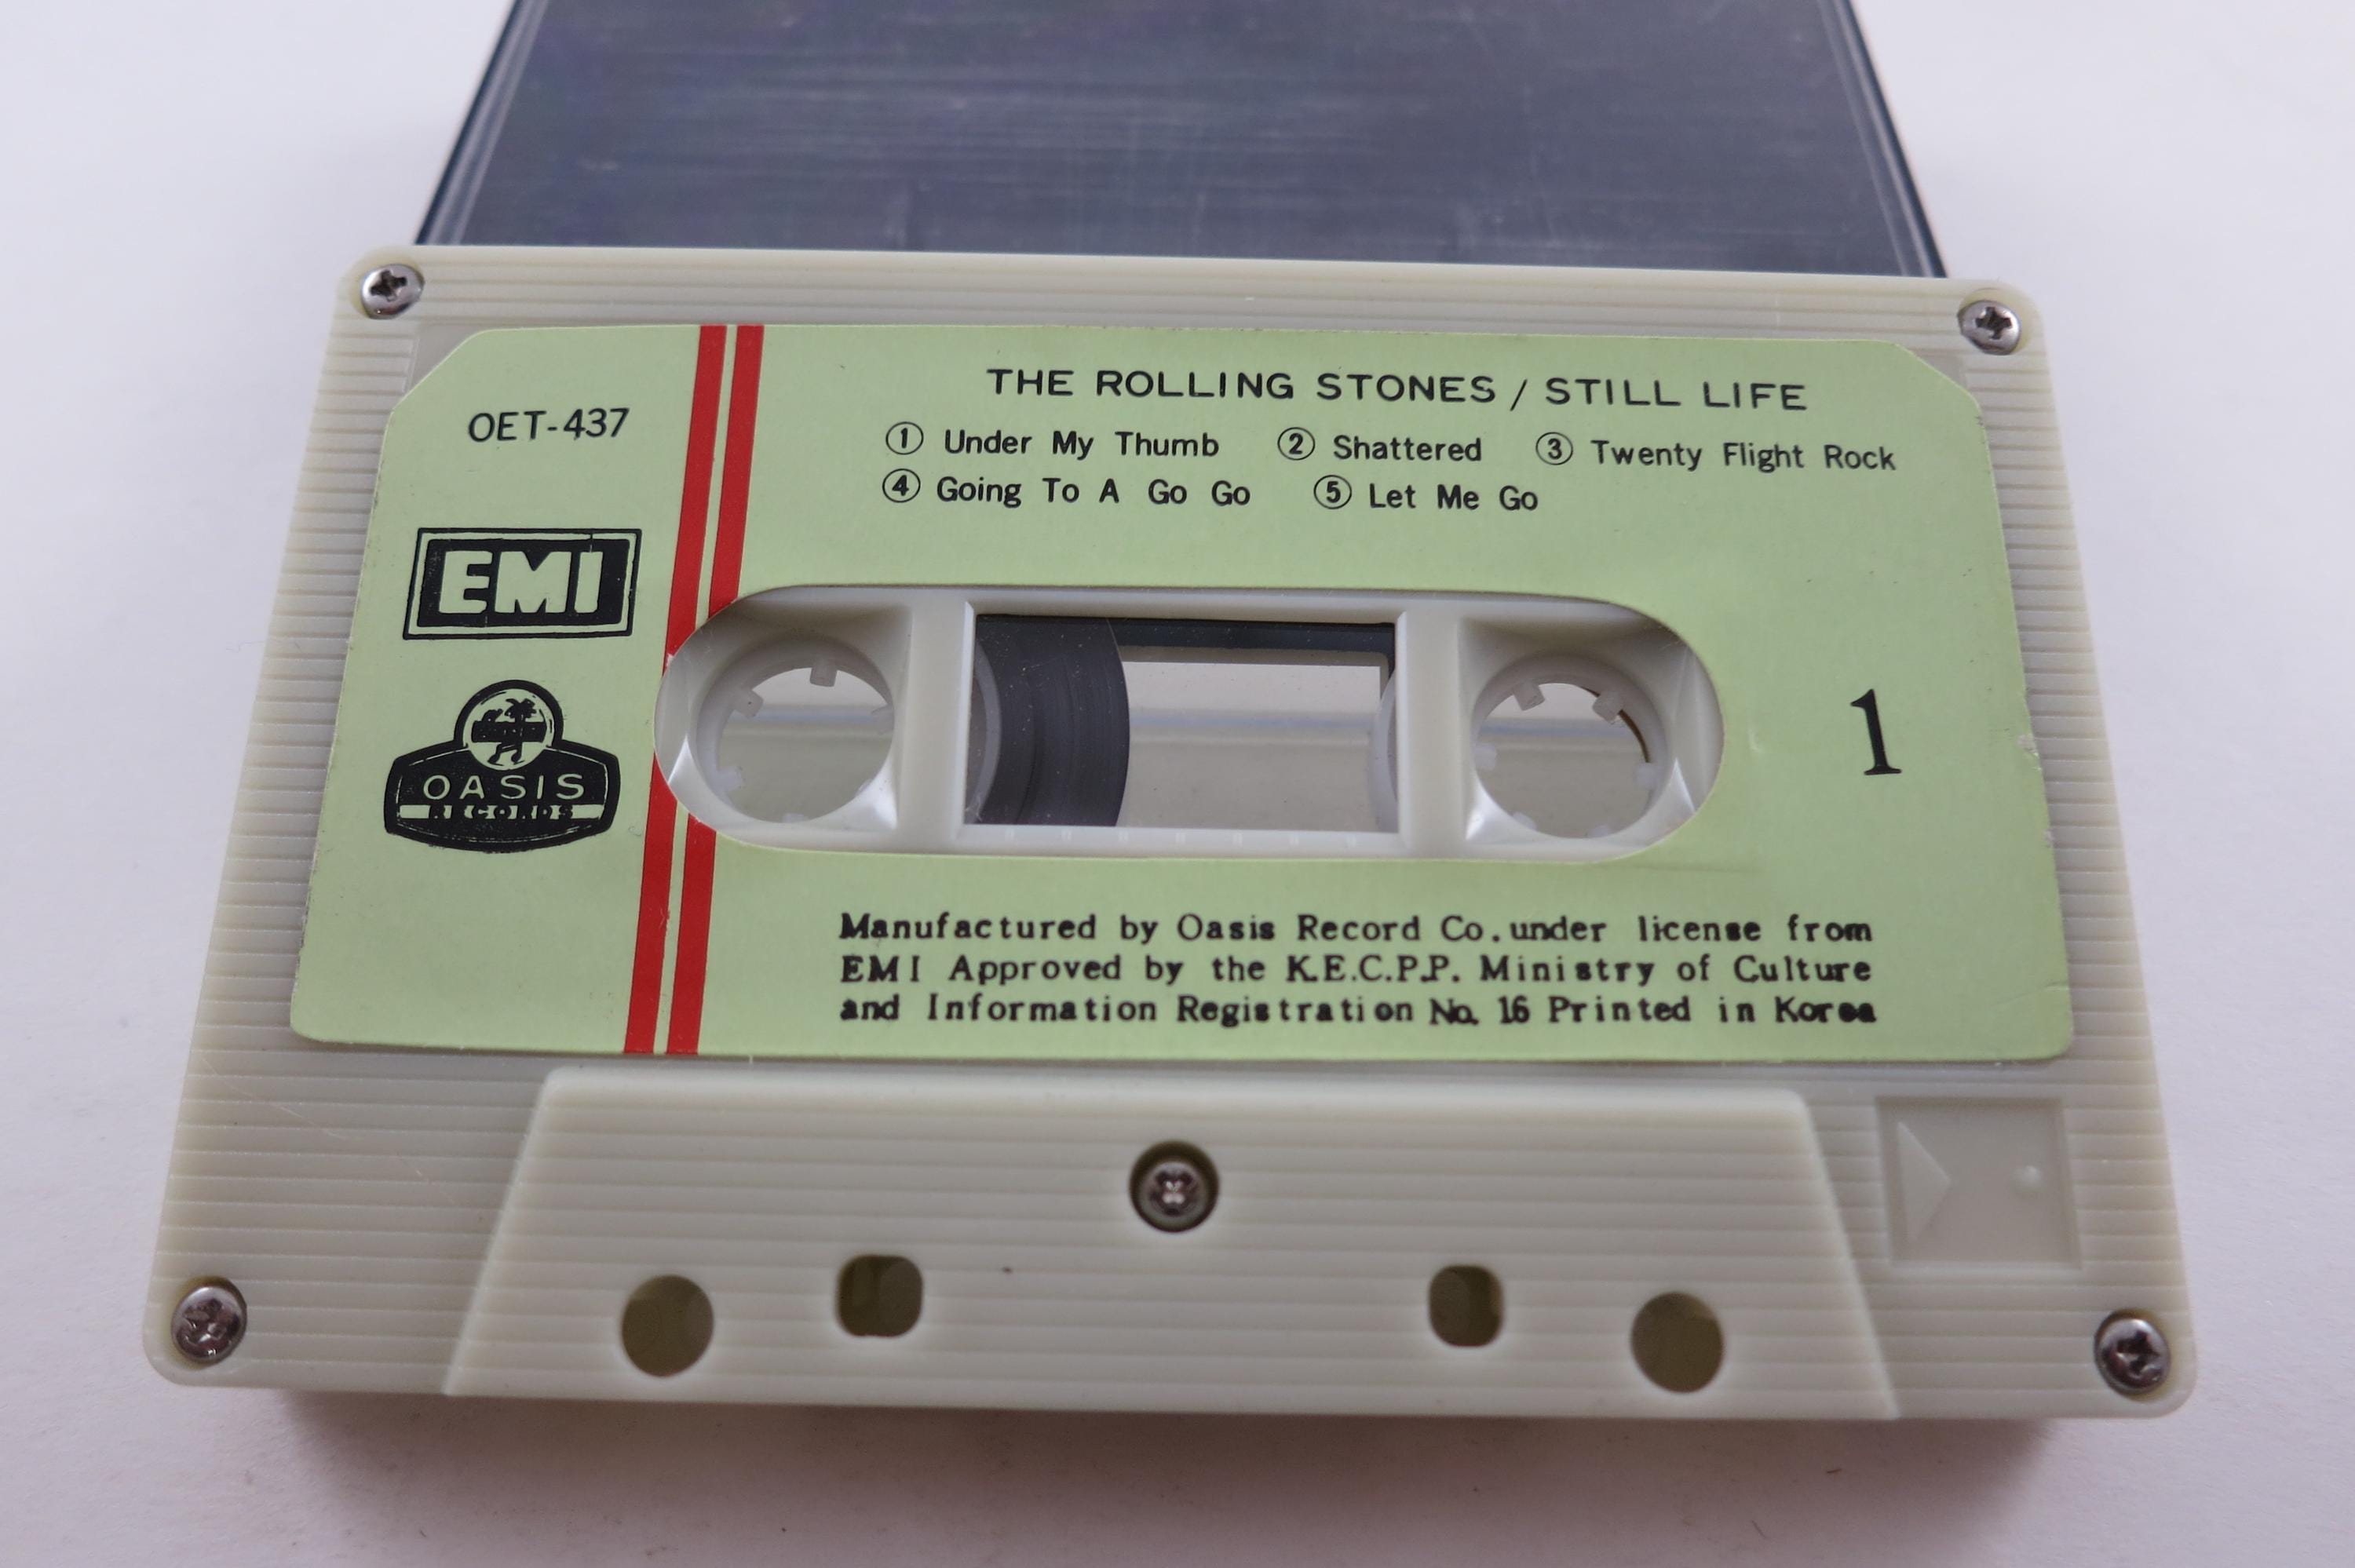 THE ROLLING STONES / STILL LIFE
OET-437
① Under My Thumb ② Shattered ③ Twenty Flight Rock
④ Going To A Go Go ⑤ Let Me Go
EMI
OASIS
RECORDS
1
Manufactured by Oasis Record Co. under license from
EMI Approved by the K.E.C.P.P. Ministry of Culture
and Information Registration No. 16 Printed in Korea